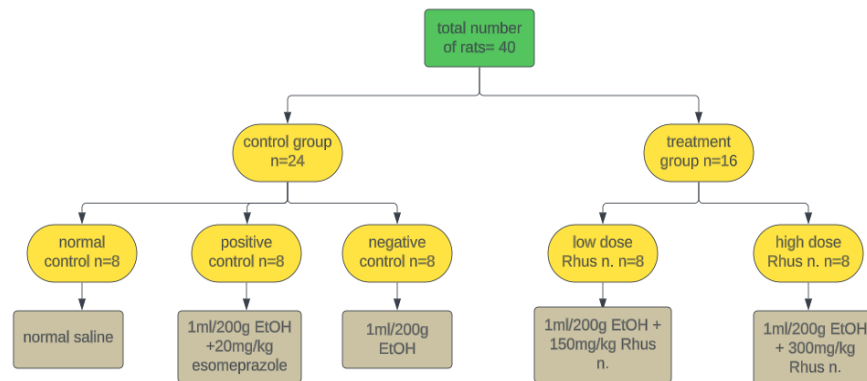 total number
of rats= 40
control group
n=24
treatment
group n=16
normal
control n=8
positive
control n=8
negative
control n=8
low dose
Rhus n. n=8
high dose
Rhus n. n=8
normal saline
1ml/200g EtOH
+20mg/kg
esomeprazole
1ml/200g
EtOH
1ml/200g EtOH +
150mg/kg Rhus
n.
1ml/200g EtOH
+ 300mg/kg
Rhus n.